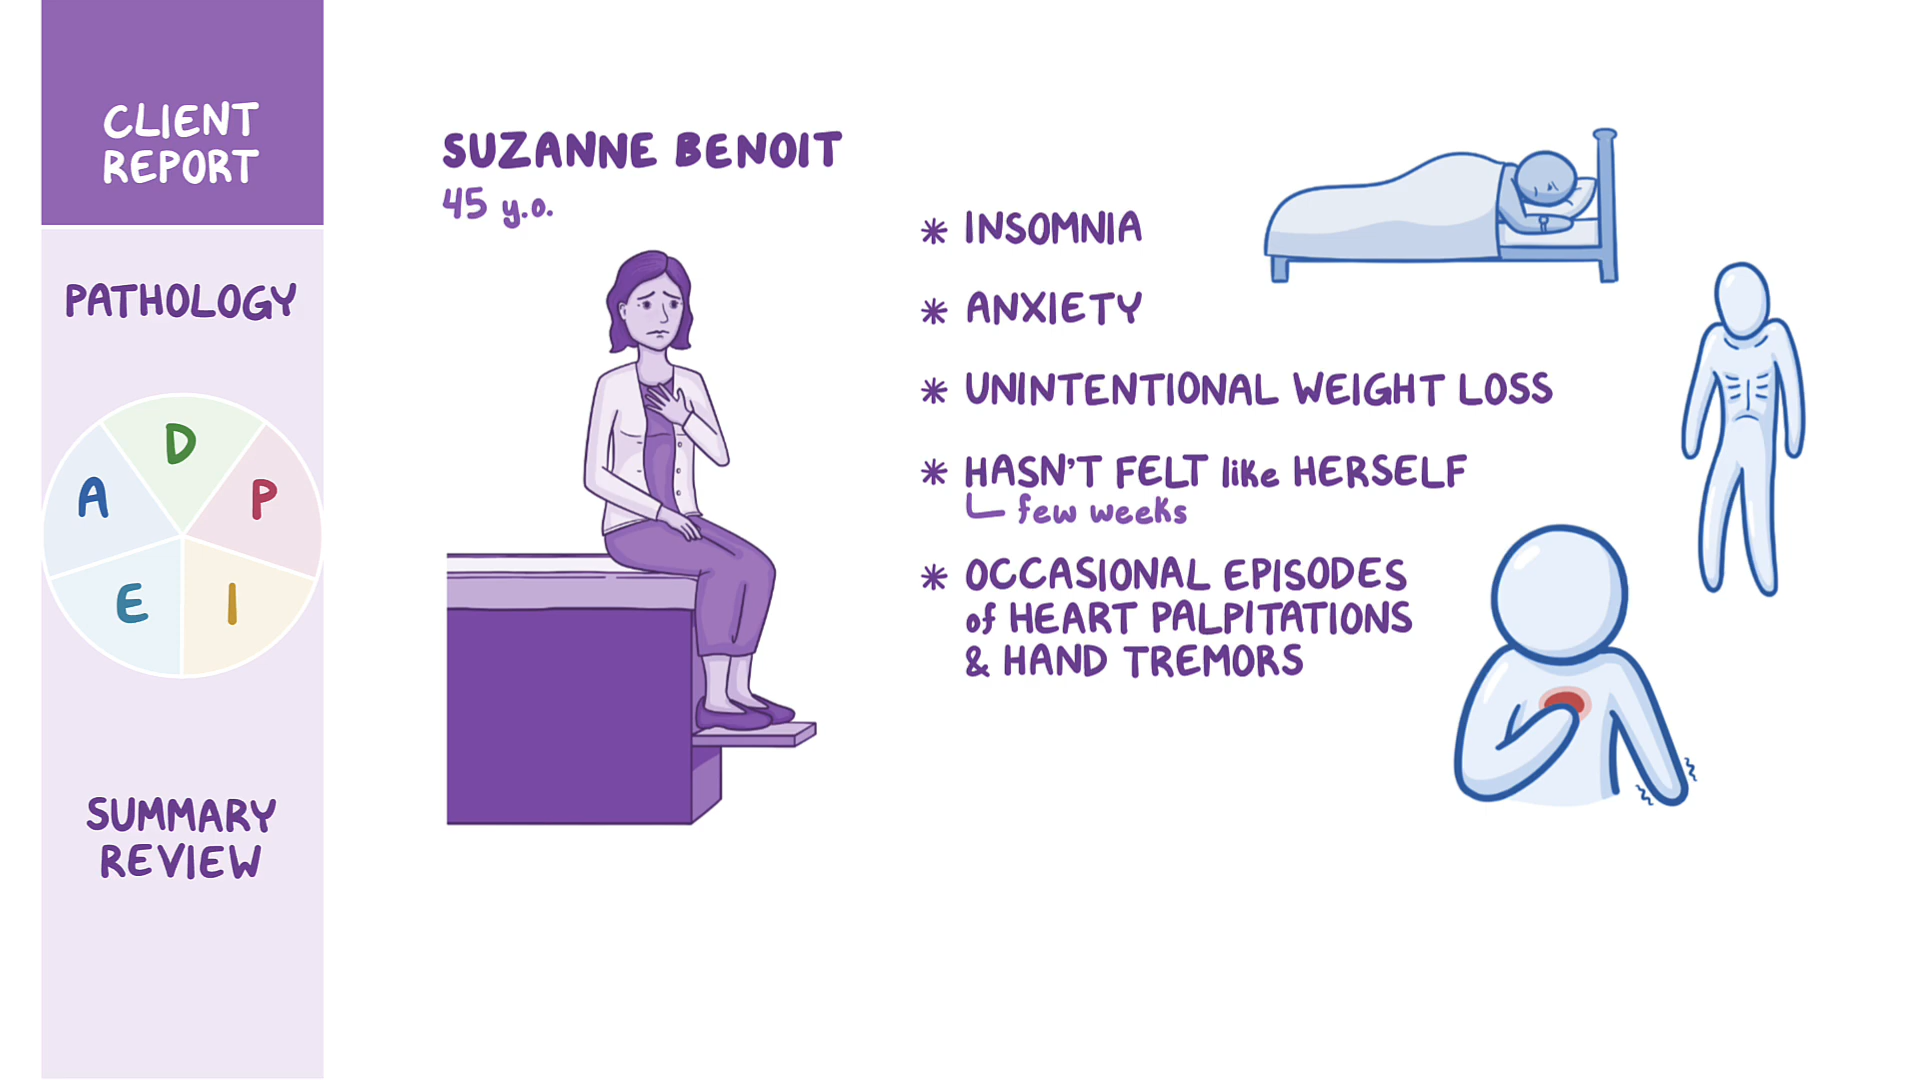 CLIENT
REPORT
PATHOLOGY
A
D
P
E
I
SUMMARY
REVIEW
SUZANNE BENOIT
45 y.o.
* INSOMNIA
* ANXIETY
* UNINTENTIONAL WEIGHT LOSS
* HASN'T FELT like HERSELF
few weeks
* OCCASIONAL EPISODES
of HEART PALPITATIONS
& HAND TREMORS